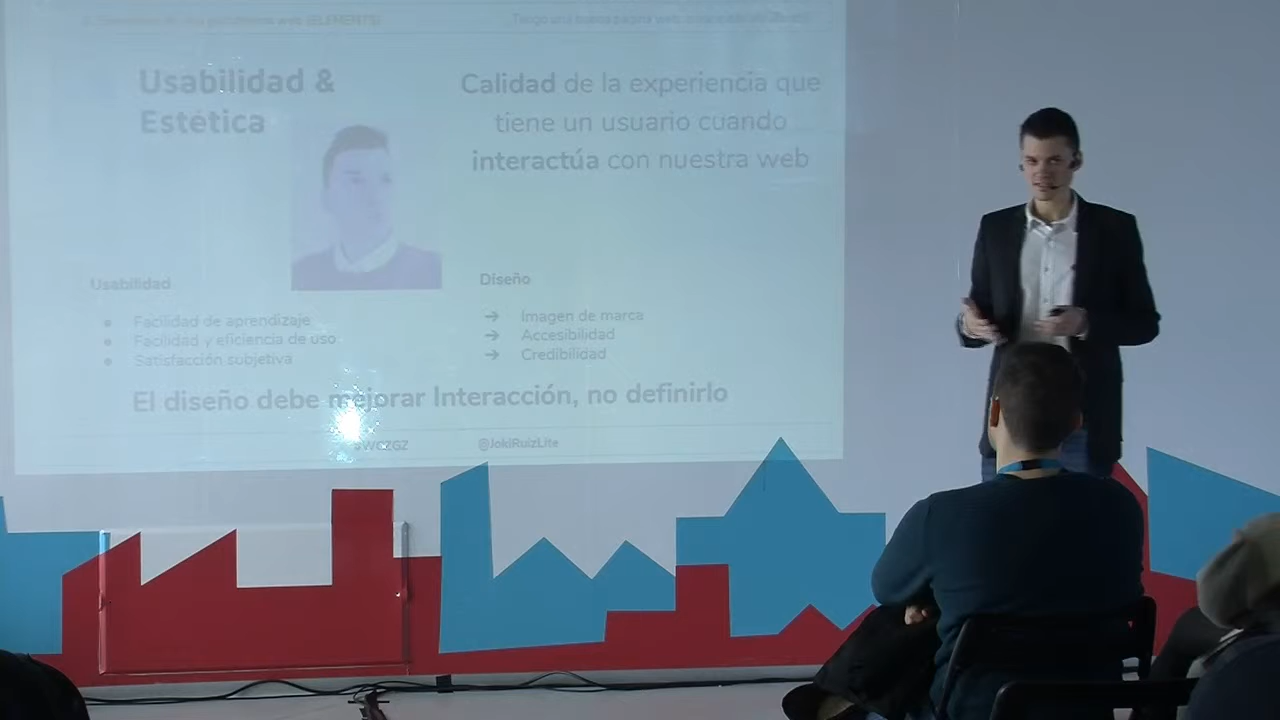 Usabilidad &
Estética
Calidad de la experiencia que
tiene un usuario cuando
interactúa con nuestra web
Usabilidad
● Facilidad de aprendizaje
● Facilidad y eficiencia de uso
● Satisfacción subjetiva
Diseño
➔ Imagen de marca
➔ Accesibilidad
➔ Credibilidad
El diseño debe mejorar Interacción, no definirlo
#WCZGZ
@JokiRuizLite